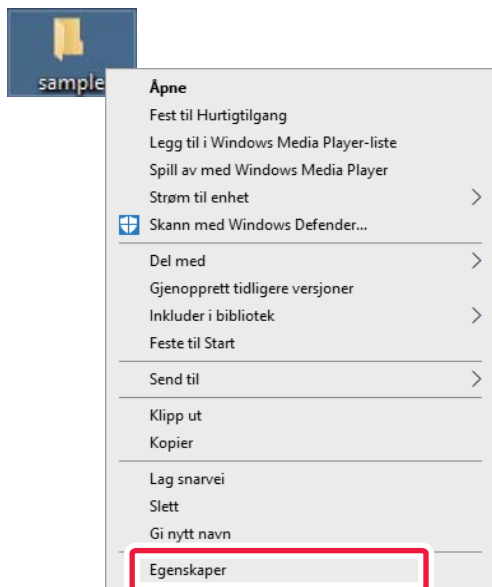 sample
Åpne
Fest til Hurtigtilgang
Legg til i Windows Media Player-liste
Spill av med Windows Media Player
Strøm til enhet
Skann med Windows Defender...
Del med
Gjenopprett tidligere versjoner
Inkluder i bibliotek
Feste til Start
Send til
Klipp ut
Kopier
Lag snarvei
Slett
Gi nytt navn
Egenskaper